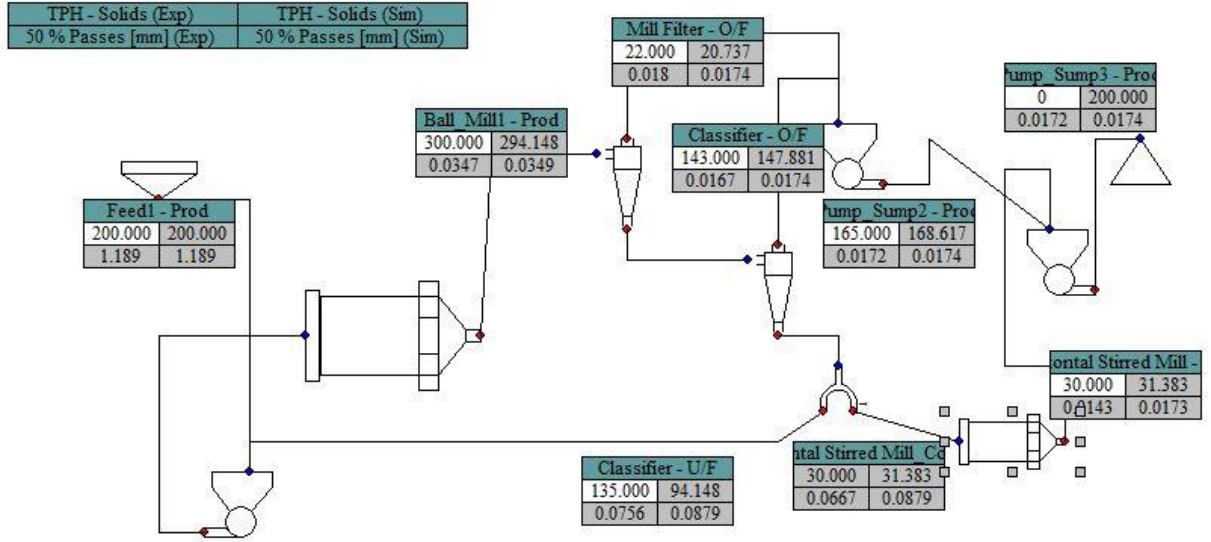 TPH - Solids (Exp) TPH - Solids (Sim)
50 % Passes [mm] (Exp) 50 % Passes [mm] (Sim)
Mill Filter - O/F
22.000 20.737
0.018 0.0174
Pump_Sump3 - Prod
0 200.000
0.0172 0.0174
Ball_Mill1 - Prod
300.000 294.148
0.0347 0.0349
Classifier - O/F
143.000 147.881
0.0167 0.0174
Feed1 - Prod
200.000 200.000
1.189 1.189
Pump_Sump2 - Prod
165.000 168.617
0.0172 0.0174
ontal Stirred Mill -
30.000 31.383
0.0143 0.0173
ntal Stirred Mill_Co
30.000 31.383
0.0667 0.0879
Classifier - U/F
135.000 94.148
0.0756 0.0879